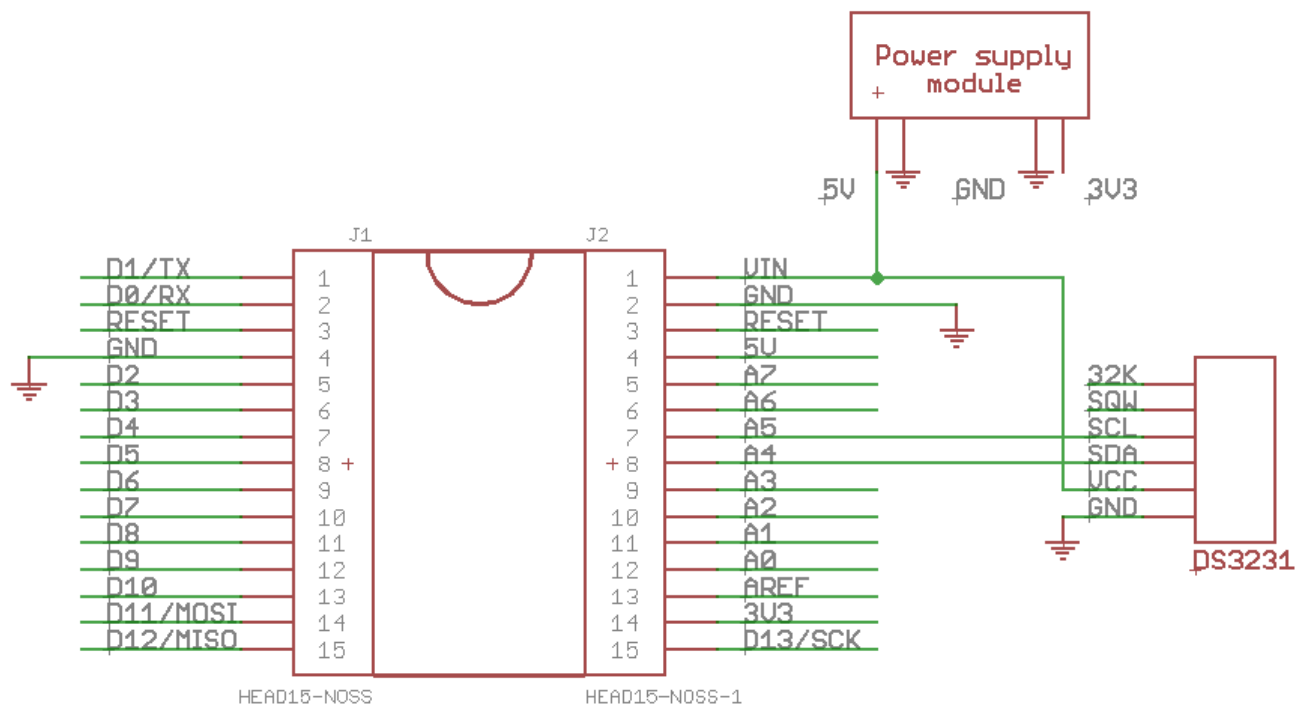 Power supply
module
5V
GND
3V3
J1
J2
D1/TX
1
1
VIN
D0/RX
2
2
GND
RESET
3
3
RESET
GND
4
4
5V
D2
5
5
A7
32K
D3
6
6
A6
SQW
D4
7
7
A5
SCL
D5
8
8
A4
SDA
D6
9
9
A3
VCC
D7
10
10
A2
GND
D8
11
11
A1
D9
12
12
A0
DS3231
D10
13
13
AREF
D11/MOSI
14
14
3V3
D12/MISO
15
15
D13/SCK
HEAD15-NOSS
HEAD15-NOSS-1